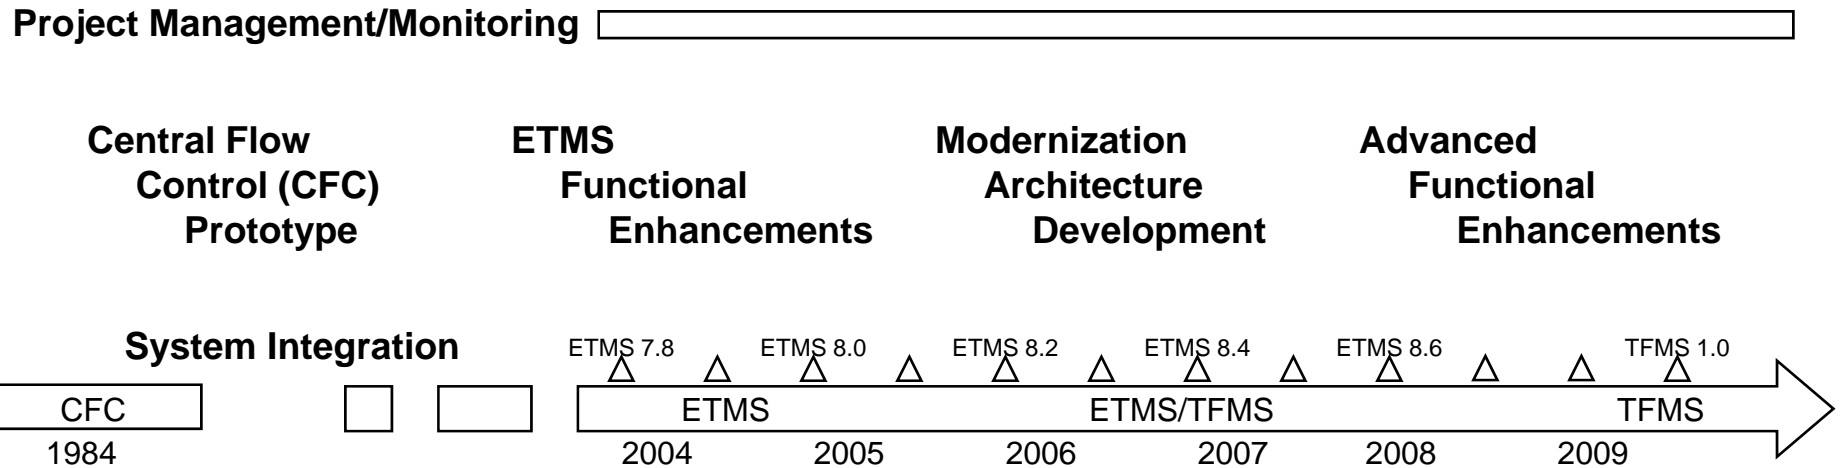 Project Management/Monitoring
Central Flow
Control (CFC)
Prototype
ETMS
Functional
Enhancements
Modernization
Architecture
Development
Advanced
Functional
Enhancements
System Integration
ETMS 7.8
ETMS 8.0
ETMS 8.2
ETMS 8.4
ETMS 8.6
TFMS 1.0
CFC
ETMS
ETMS/TFMS
TFMS
1984
2004
2005
2006
2007
2008
2009